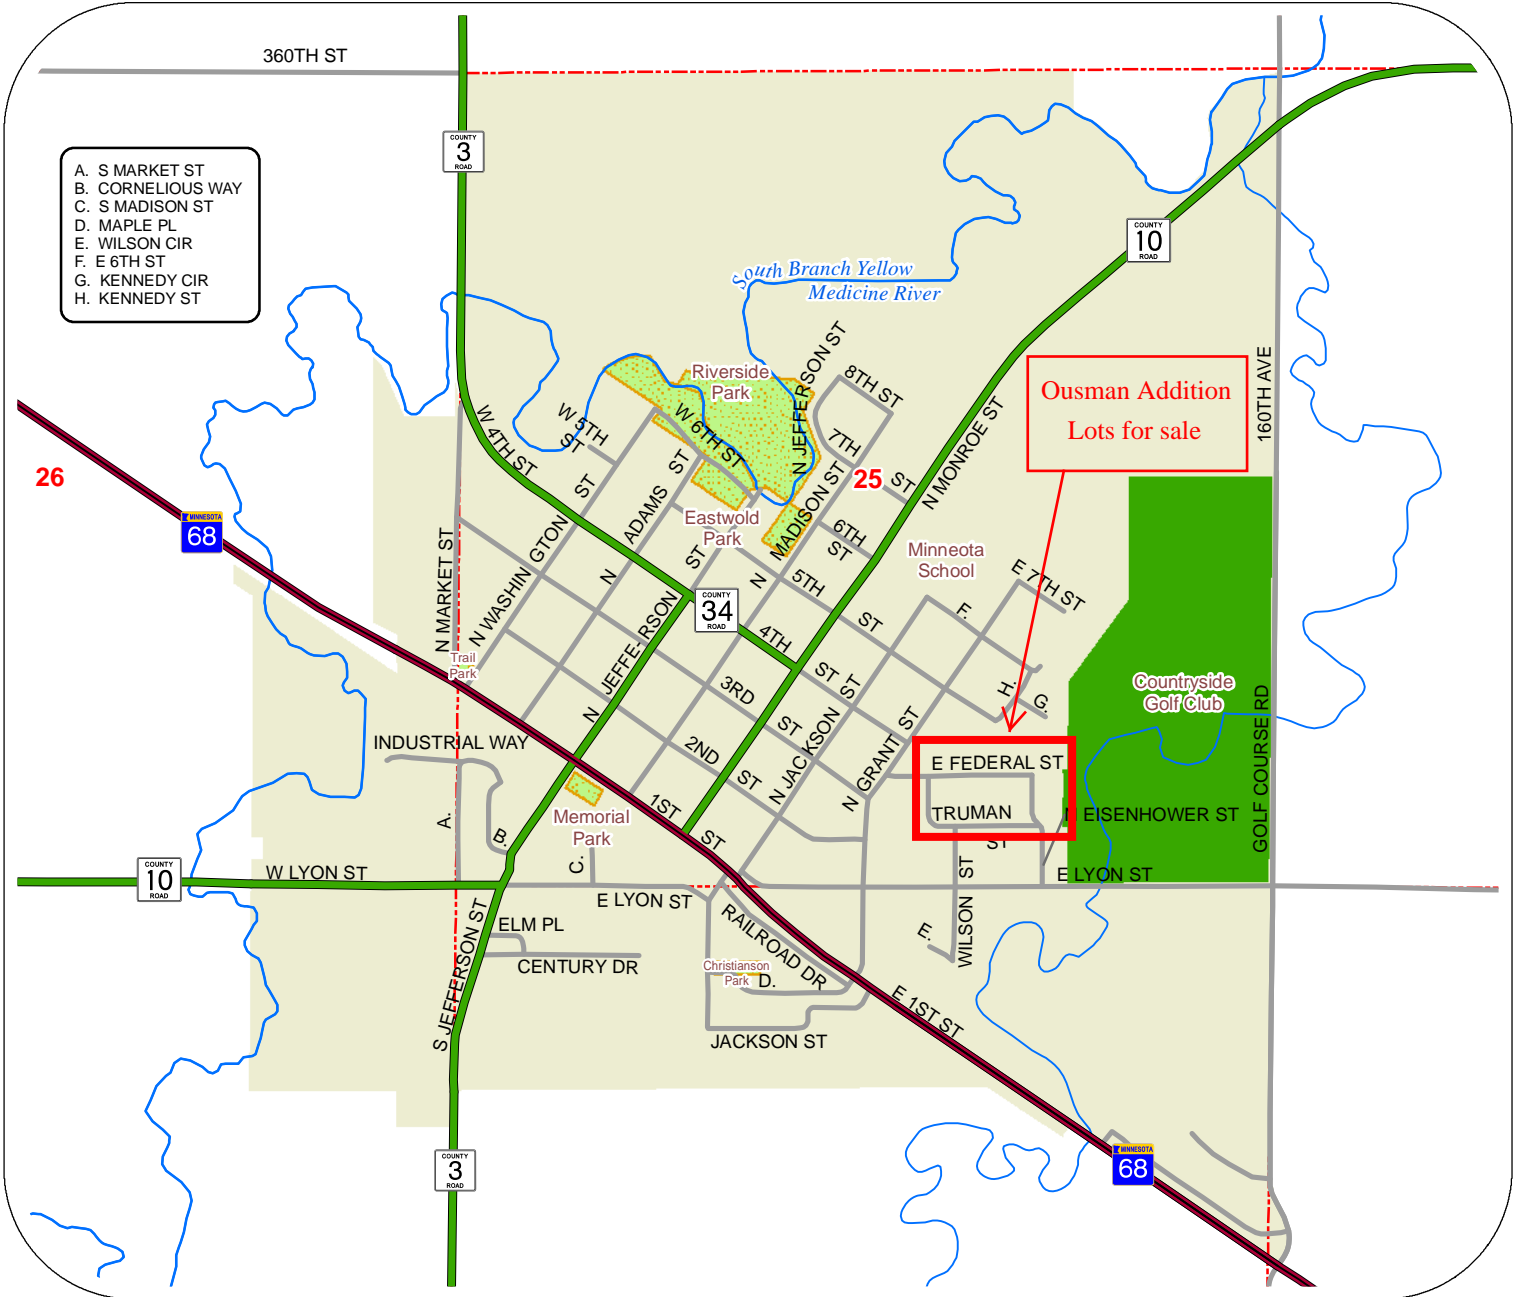 360TH ST
COUNTY
3
ROAD
A. S MARKET ST
B. CORNELIOUS WAY
C. S MADISON ST
D. MAPLE PL
E. WILSON CIR
F. E 6TH ST
G. KENNEDY CIR
H. KENNEDY ST
COUNTY
10
ROAD
South Branch Yellow
Medicine River
Riverside
Park
N JEFFERSON ST
8TH ST
7TH
ST
N MONROE ST
Ousman Addition
Lots for sale
160TH AVE
W 5TH
ST
W 6TH ST
W 4TH ST
26
25
MINNESOTA
68
N MARKET ST
N WASHIN GTON ST
N ADAMS ST
Eastwold
Park
N MADISON ST
6TH
ST
Minneota
School
E 7TH ST
5TH
ST
F.
COUNTY
34
ROAD
4TH
ST
N JEFFE-RSON ST
Trail
Park
3RD
ST
N JACKSON ST
N GRANT ST
H.
G.
Countryside
Golf Club
GOLF COURSE RD
INDUSTRIAL WAY
2ND
ST
E FEDERAL ST
TRUMAN
ST
N EISENHOWER ST
A.
B.
Memorial
Park
1ST
ST
C.
COUNTY
10
ROAD
W LYON ST
E LYON ST
E LYON ST
WILSON ST
E.
ELM PL
CENTURY DR
S JEFFERSON ST
RAILROAD DR
Christianson
Park
D.
E 1ST ST
JACKSON ST
COUNTY
3
ROAD
MINNESOTA
68